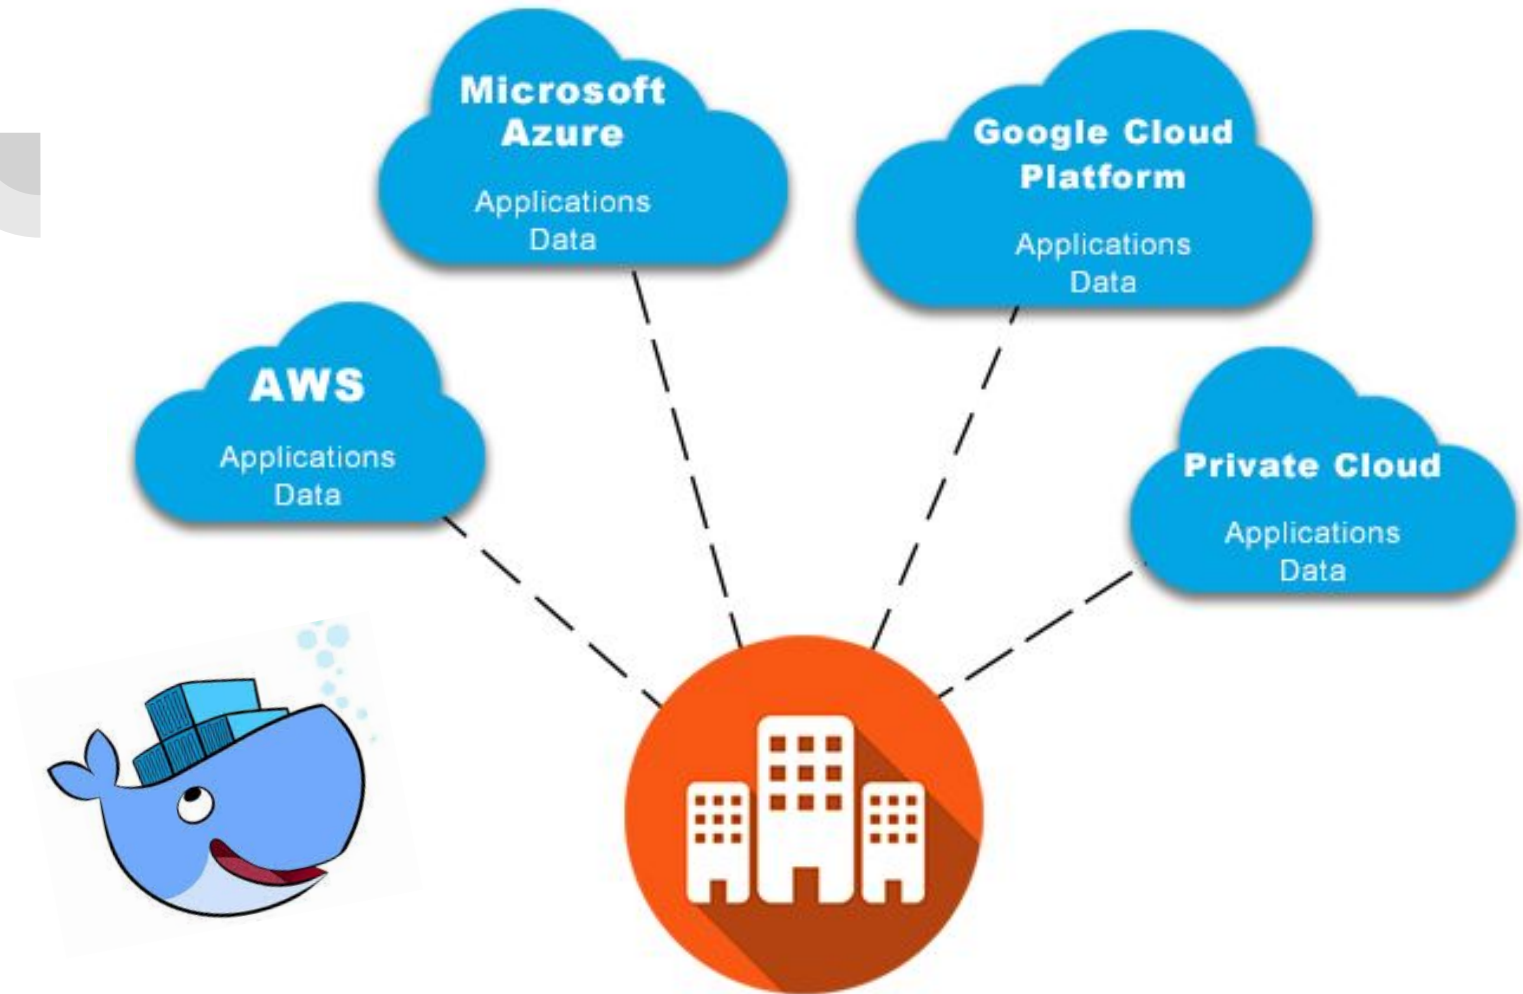 Microsoft
Azure
Applications
Data
Google Cloud
Platform
Applications
Data
AWS
Applications
Data
Private Cloud
Applications
Data